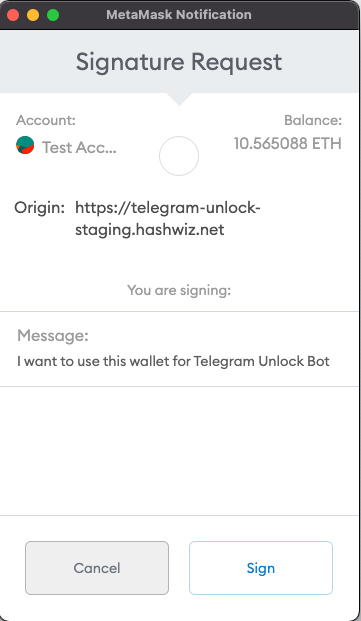 MetaMask Notification
Signature Request
Account:
Balance:
Test Acc...
10.565088 ETH
Origin: https://telegram-unlock-
staging.hashwiz.net
You are signing:
Message:
I want to use this wallet for Telegram Unlock Bot
Cancel
Sign